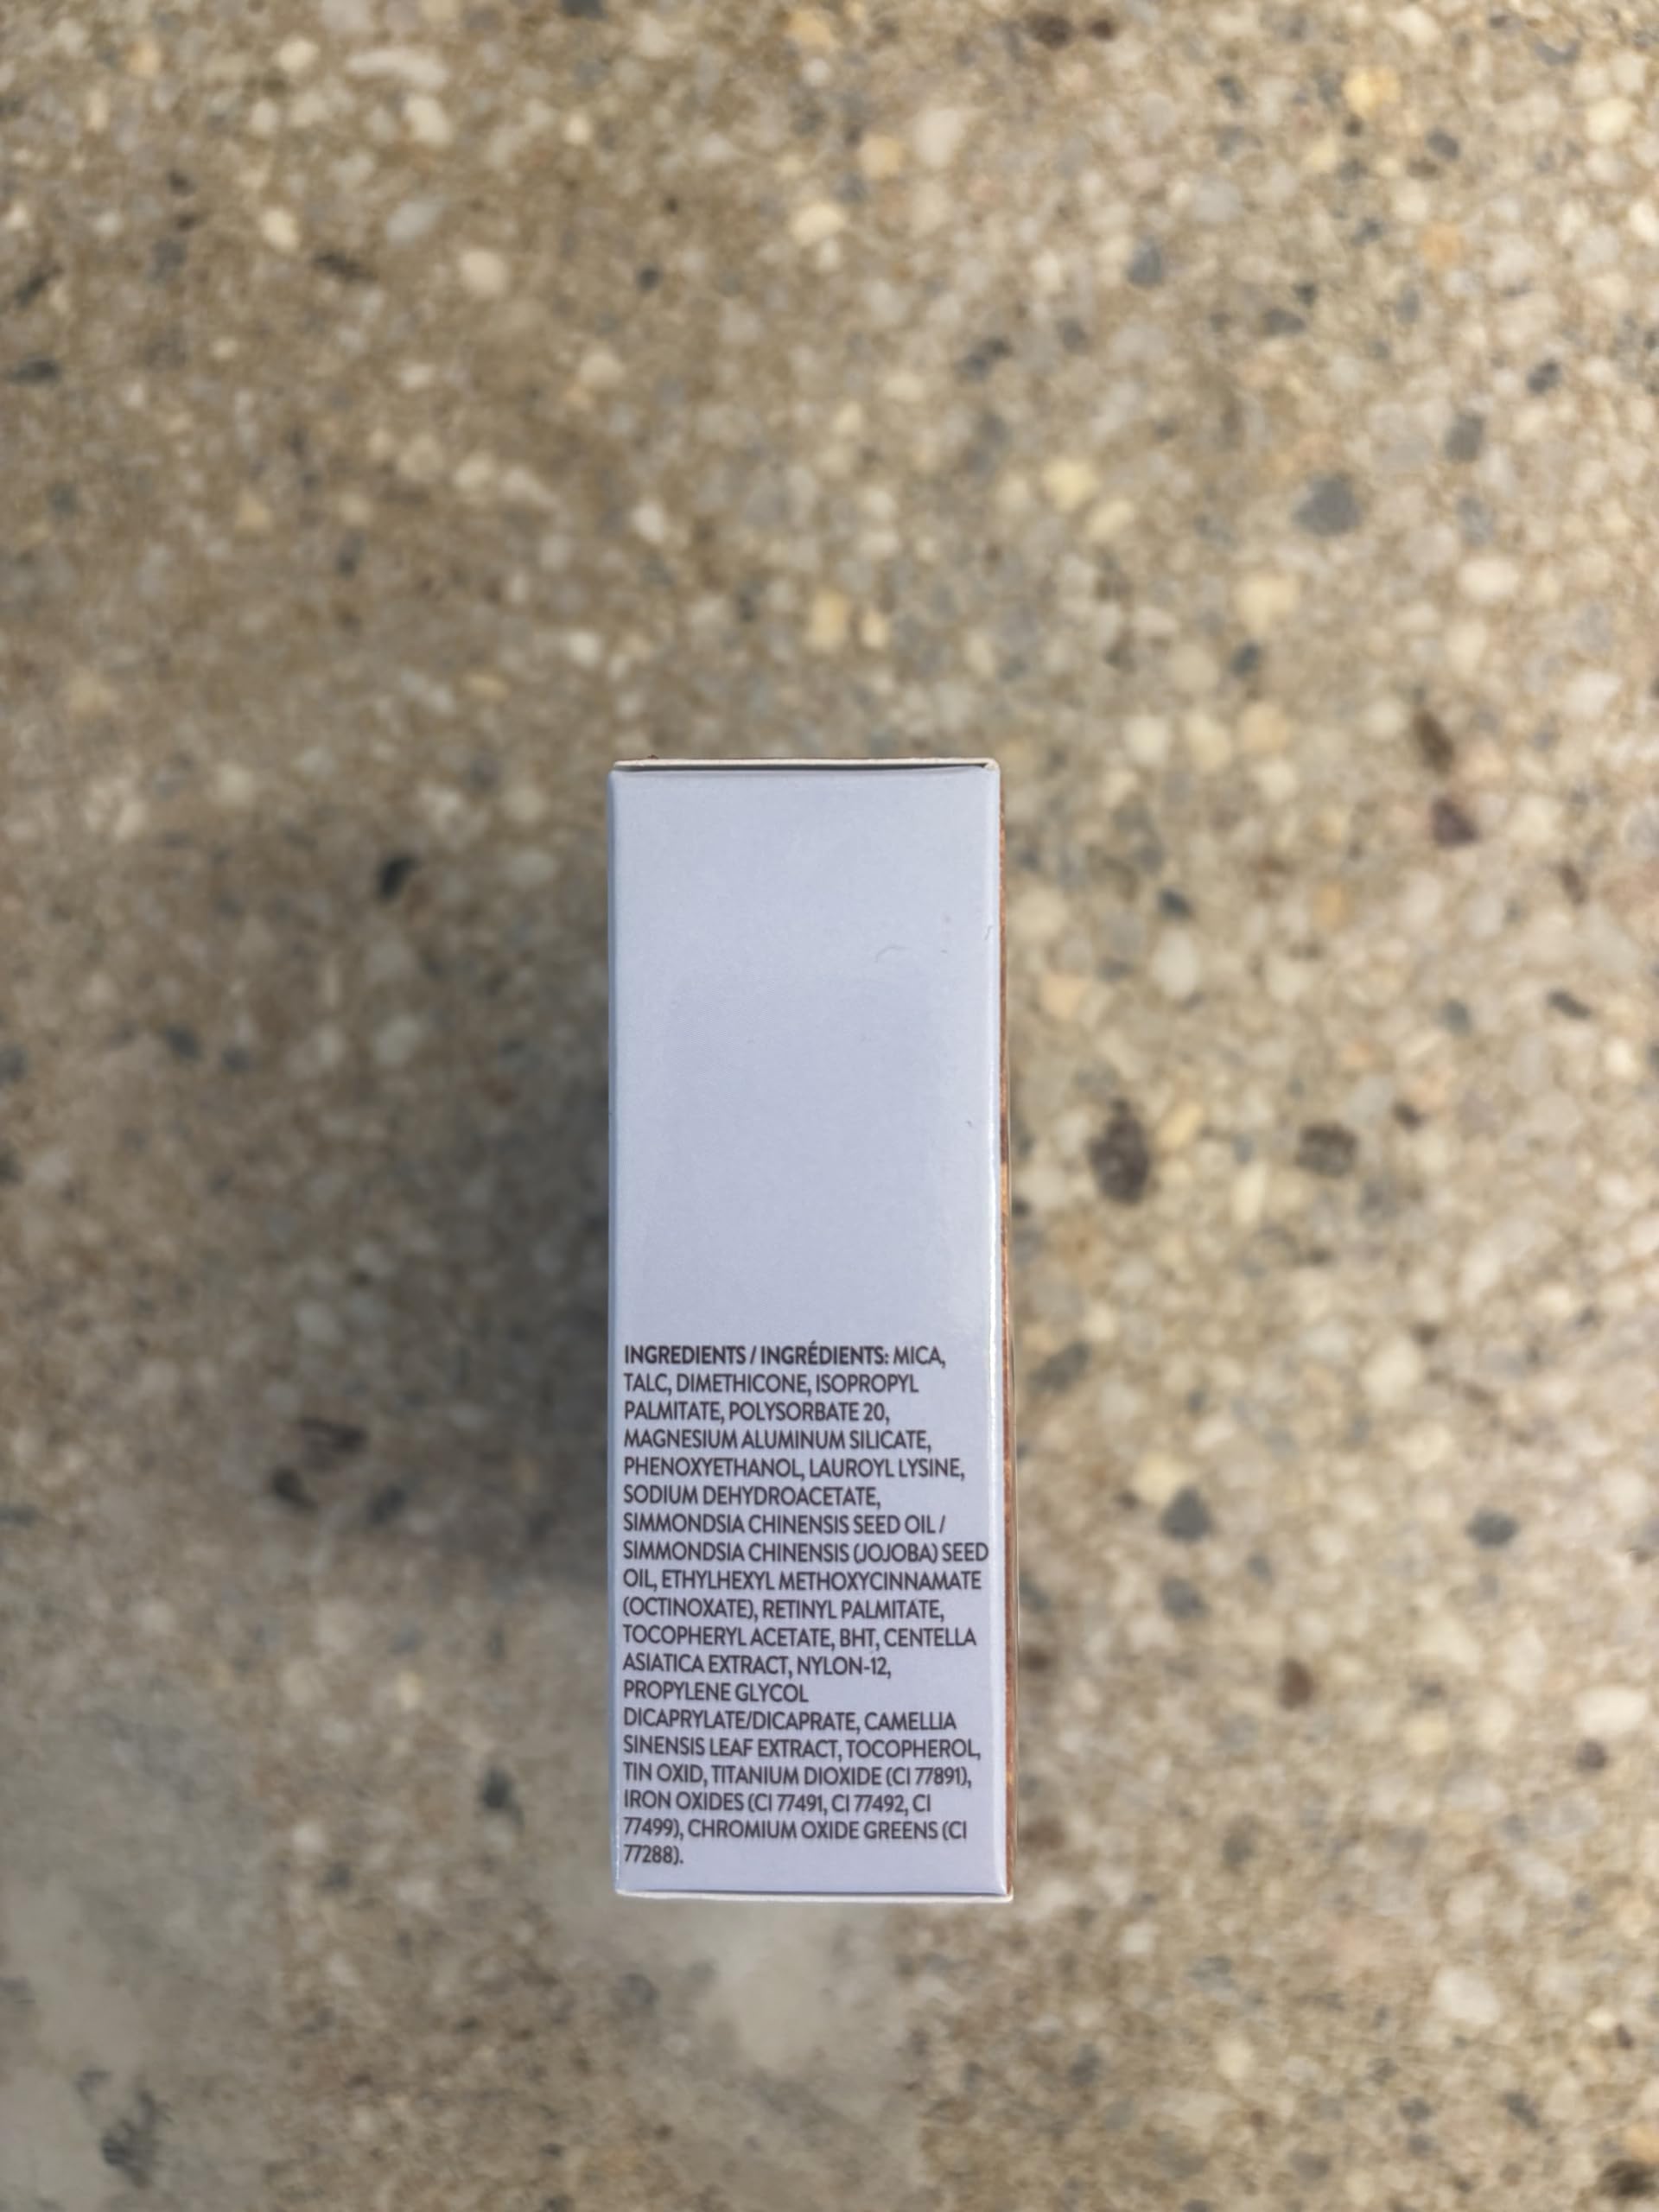 INGREDIENTS / INGRÉDIENTS: MICA,
TALC, DIMETHICONE, ISOPROPYL
PALMITATE, POLYSORBATE 20,
MAGNESIUM ALUMINUM SILICATE,
PHENOXYETHANOL, LAUROYL LYSINE,
SODIUM DEHYDROACETATE,
SIMMONDSIA CHINENSIS SEED OIL /
SIMMONDSIA CHINENSIS (JOJOBA) SEED
OIL, ETHYLHEXYL METHOXYCINNAMATE
(OCTINOXATE), RETINYL PALMITATE,
TOCOPHERYL ACETATE, BHT, CENTELLA
ASIATICA EXTRACT, NYLON-12,
PROPYLENE GLYCOL
DICAPRYLATE/DICAPRATE, CAMELLIA
SINENSIS LEAF EXTRACT, TOCOPHEROL,
TIN OXID, TITANIUM DIOXIDE (CI 77891),
IRON OXIDES (CI 77491, CI 77492, CI
77499), CHROMIUM OXIDE GREENS (CI
77288).